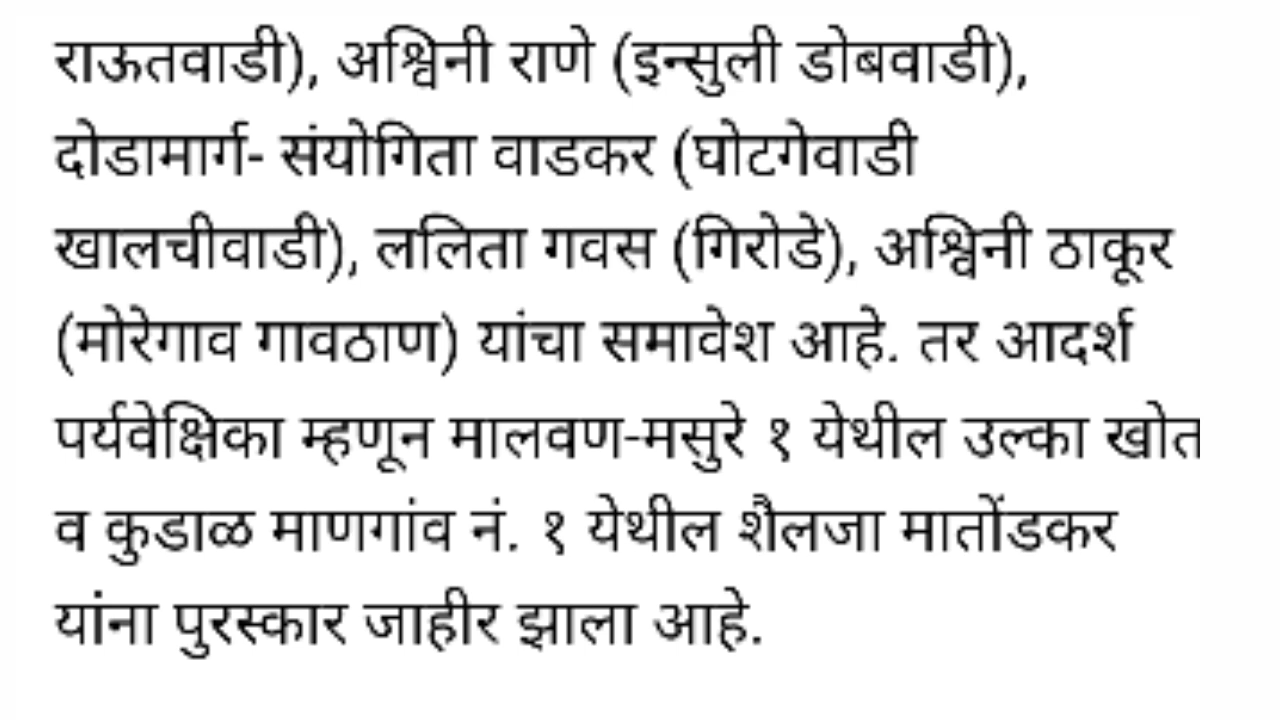 राऊतवाडी), अश्विनी राणे (इन्सुली डोबवाडी),
दोडामार्ग- संयोगिता वाडकर (घोटगेवाडी
खालचीवाडी), ललिता गवस (गिरोडे), अश्विनी ठाकूर
(मोरेगाव गावठाण) यांचा समावेश आहे. तर आदर्श
पर्यवेक्षिका म्हणून मालवण-मसुरे १ येथील उल्का खोत
व कुडाळ माणगांव नं. १ येथील शैलजा मातोंडकर
यांना पुरस्कार जाहीर झाला आहे.